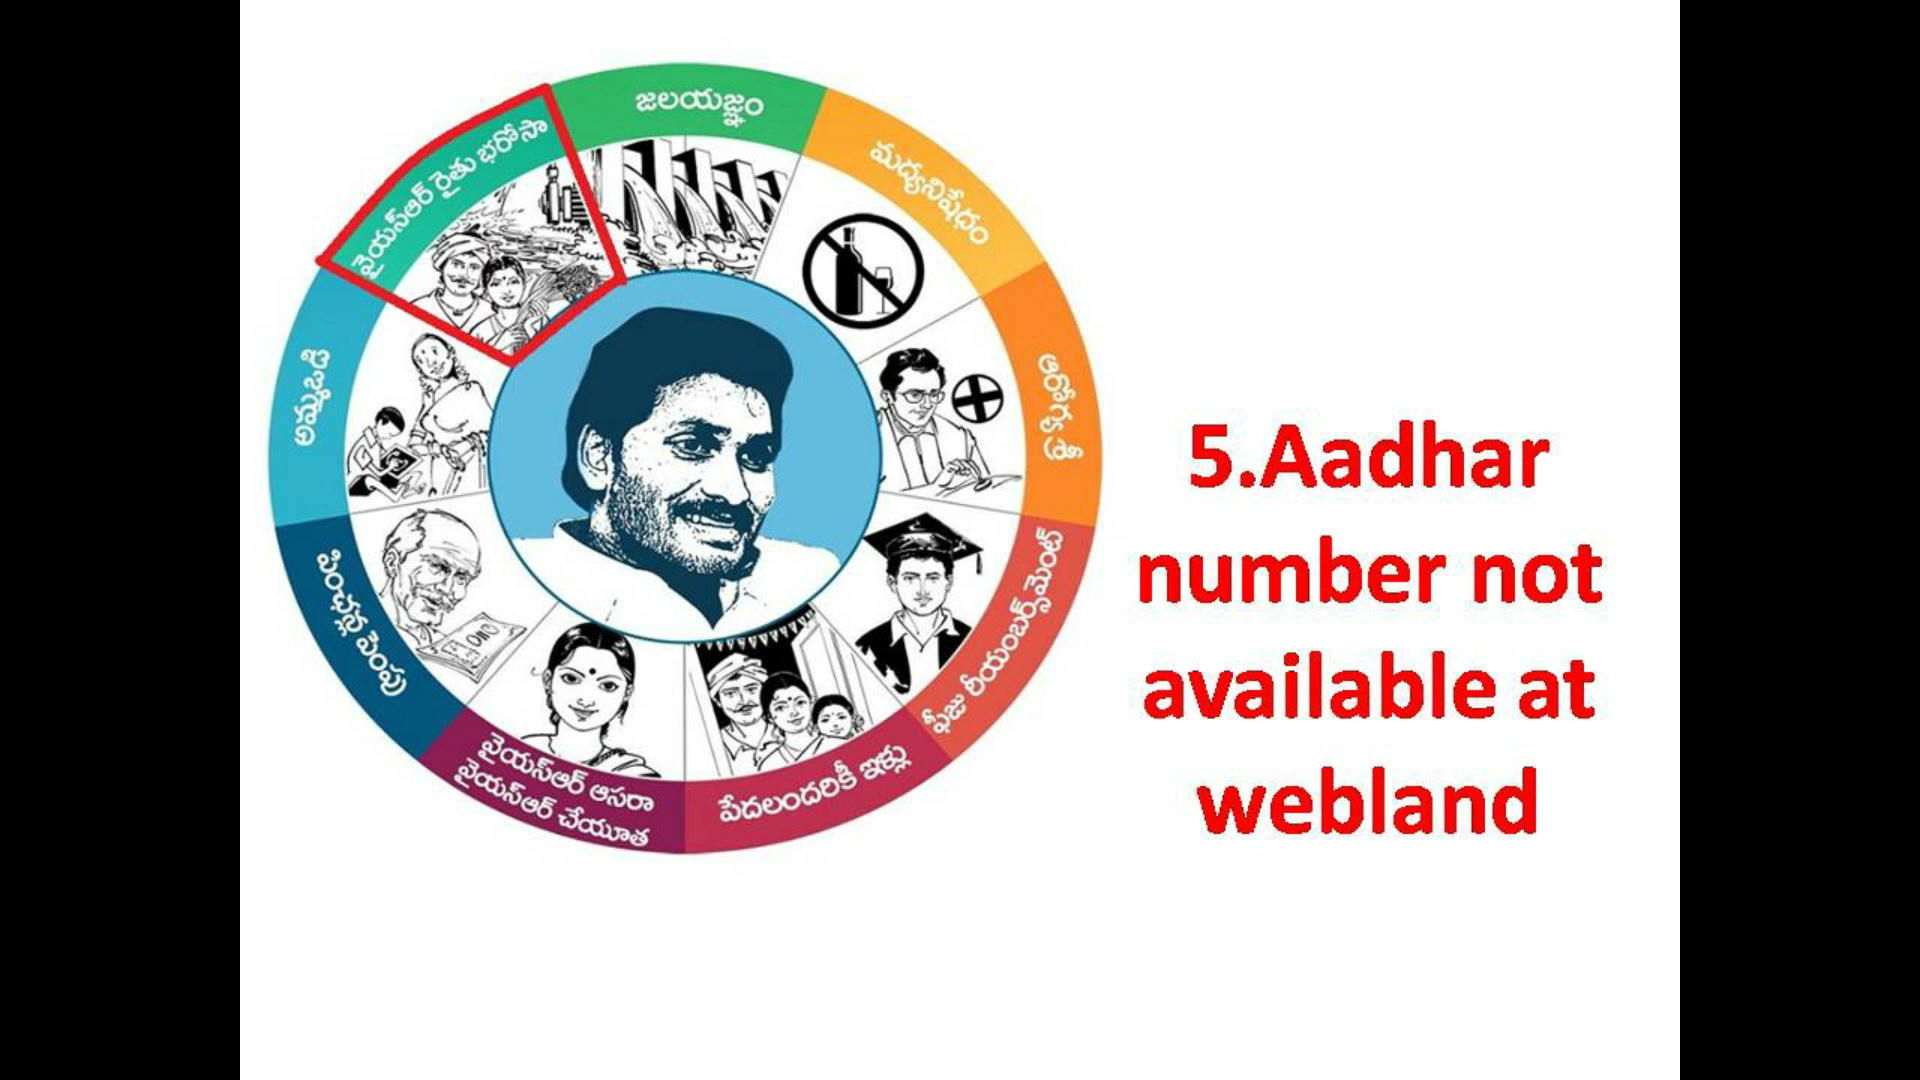 జలయజ్ఞం
మద్యనిషేధం
ఆరోగ్య శ్రీ
ఫీజు రీయంబర్స్‌మెంట్
పేదలందరికీ ఇళ్లు
వైయస్ఆర్ ఆసరా
వైయస్ఆర్ చేయూత
పింఛన్ల పెంపు
అమ్మఒడి
వైయస్ఆర్ రైతు భరోసా
5.Aadhar
number not
available at
webland